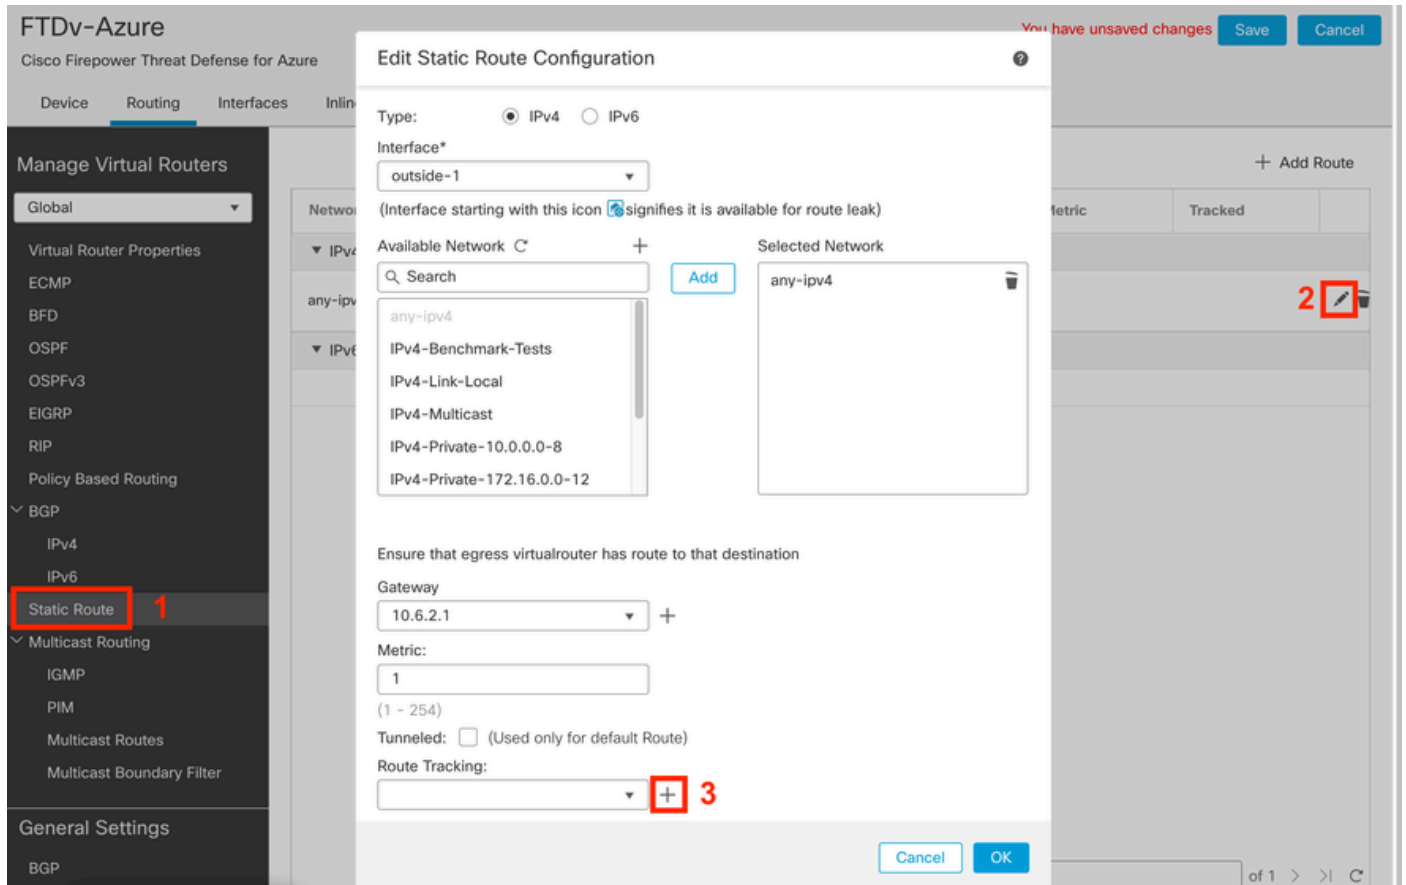 FTDv-Azure
Cisco Firepower Threat Defense for Azure
You have unsaved changes
Save
Cancel
Device
Routing
Interfaces
Inlin
Manage Virtual Routers
Global
Virtual Router Properties
ECMP
BFD
OSPF
OSPFv3
EIGRP
RIP
Policy Based Routing
BGP
IPv4
IPv6
Static Route
1
Multicast Routing
IGMP
PIM
Multicast Routes
Multicast Boundary Filter
General Settings
BGP
+ Add Route
Netwo
Metric
Tracked
IPv4
any-ipv
IPv6
2
Edit Static Route Configuration
?
Type:
IPv4
IPv6
Interface*
outside-1
(Interface starting with this icon signifies it is available for route leak)
Available Network
+
Search
any-ipv4
IPv4-Benchmark-Tests
IPv4-Link-Local
IPv4-Multicast
IPv4-Private-10.0.0.0-8
IPv4-Private-172.16.0.0-12
Add
Selected Network
any-ipv4
Ensure that egress virtualrouter has route to that destination
Gateway
10.6.2.1
+
Metric:
1
(1 - 254)
Tunneled:
(Used only for default Route)
Route Tracking:
+
3
Cancel
OK
of 1